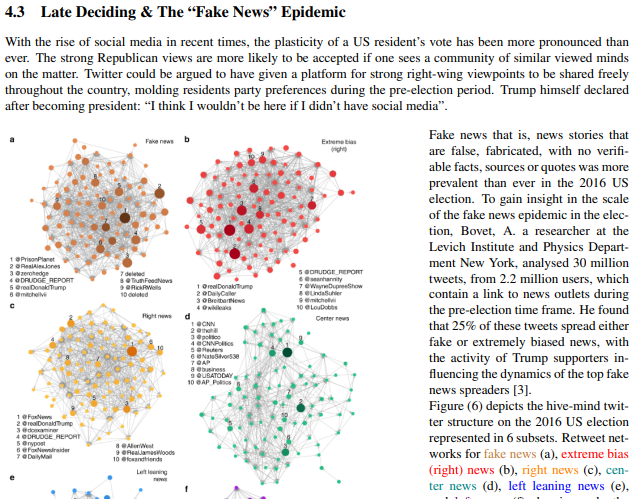 4.3 Late Deciding & The “Fake News” Epidemic
With the rise of social media in recent times, the plasticity of a US resident’s vote has been more pronounced than
ever. The strong Republican views are more likely to be accepted if one sees a community of similar viewed minds
on the matter. Twitter could be argued to have given a platform for strong right-wing viewpoints to be shared freely
throughout the country, molding residents party preferences during the pre-election period. Trump himself declared
after becoming president: “I think I wouldn’t be here if I didn’t have social media”.
a
Fake news
1 @PrisonPlanet
2 @RealAlexJones
3 @zerohedge
4 @DRUDGE_REPORT
5 @realDonaldTrump
6 @mitchellvii
7 deleted
8 @TruthFeedNews
9 @RickRWells
10 deleted
b
Extreme bias
(right)
1 @realDonaldTrump
2 @DailyCaller
3 @BreitbartNews
4 @wikileaks
5 @DRUDGE_REPORT
6 @seanhannity
7 @WayneDupreeShow
8 @LindaSuhler
9 @mitchellvii
10 @LouDobbs
c
Right news
1 @FoxNews
2 @realDonaldTrump
3 @dcexaminer
4 @DRUDGE_REPORT
5 @nypost
6 @FoxNewsInsider
7 @DailyMail
8 @AllenWest
9 @RealJamesWoods
10 @foxandfriends
d
Center news
1 @CNN
2 @thehill
3 @politico
4 @CNNPolitics
5 @Reuters
6 @NateSilver538
7 @AP
8 @business
9 @USATODAY
10 @AP_Politics
e
Left leaning
news
f
Fake news that is, news stories that
are false, fabricated, with no verifi-
able facts, sources or quotes was more
prevalent than ever in the 2016 US
election. To gain insight in the scale
of the fake news epidemic in the elec-
tion, Bovet, A. a researcher at the
Levich Institute and Physics Depart-
ment New York, analysed 30 million
tweets, from 2.2 million users, which
contain a link to news outlets during
the pre-election time frame. He found
that 25% of these tweets spread either
fake or extremely biased news, with
the activity of Trump supporters in-
fluencing the dynamics of the top fake
news spreaders [3].
Figure (6) depicts the hive-mind twit-
ter structure on the 2016 US election
represented in 6 subsets. Retweet net-
works for fake news (a), extreme bias
(right) news (b), right news (c), cen-
ter news (d), left leaning news (e),